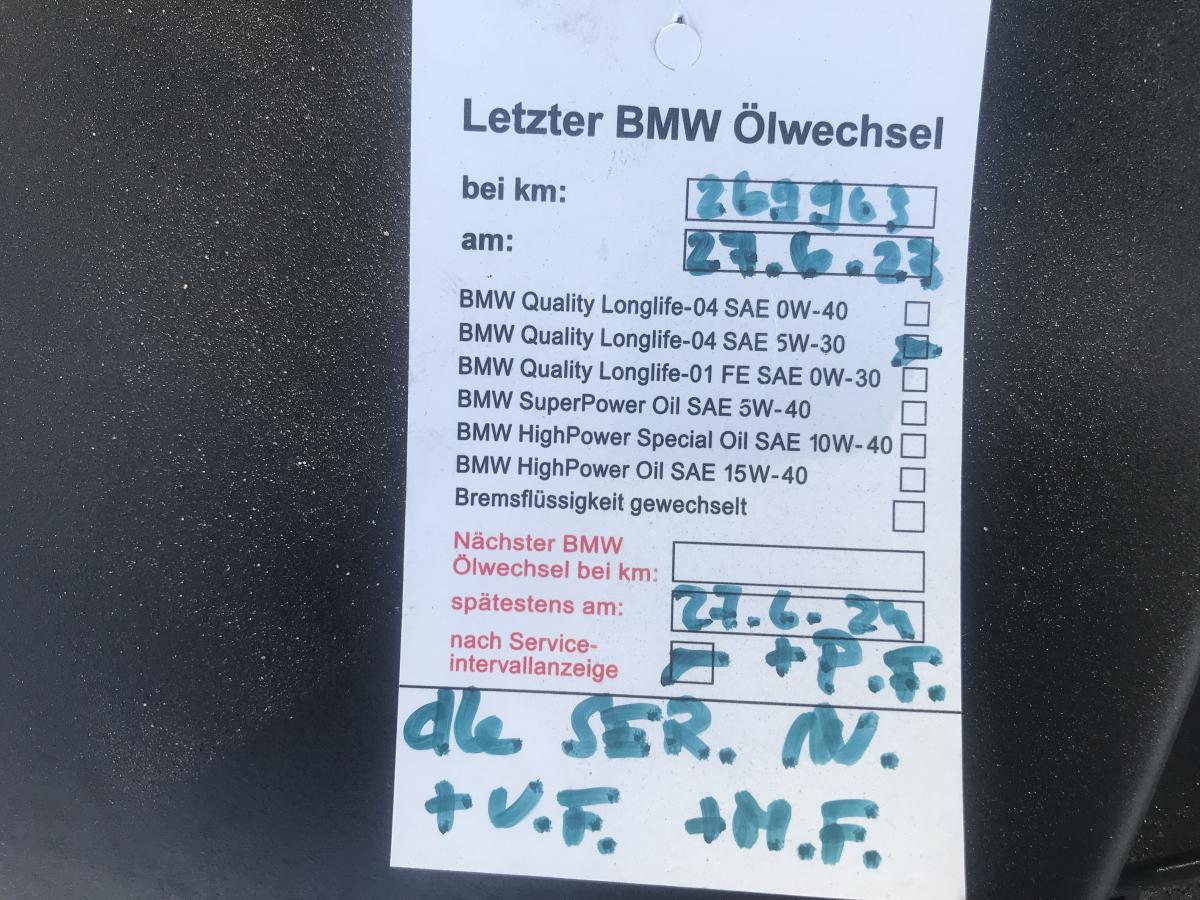 Letzter BMW Ölwechsel
bei km: 269963
am: 27.6.23
BMW Quality Longlife-04 SAE 0W-40
BMW Quality Longlife-04 SAE 5W-30
BMW Quality Longlife-01 FE SAE 0W-30
BMW SuperPower Oil SAE 5W-40
BMW HighPower Special Oil SAE 10W-40
BMW HighPower Oil SAE 15W-40
Bremsflüssigkeit gewechselt
Nächster BMW
Ölwechsel bei km:
spätestens am: 27.6. 24
nach Service-
intervallanzeige + P.F.
SER. N.
+ V.F. + M.F.